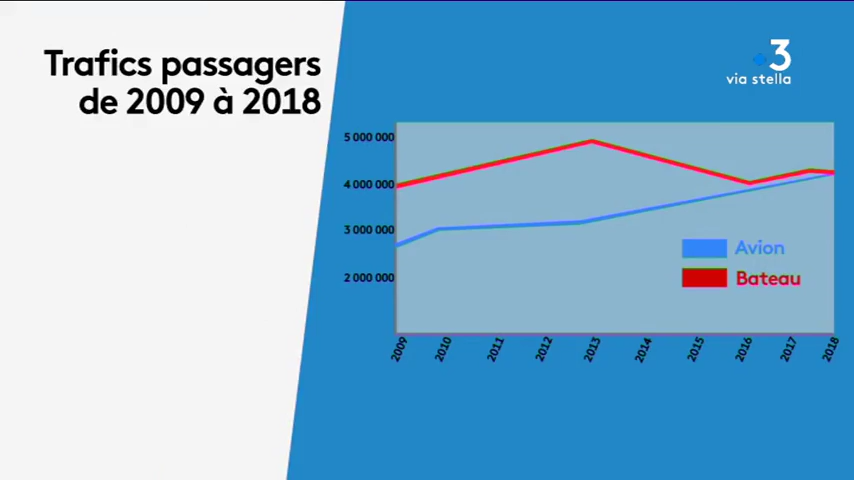 Trafics passagers
de 2009 à 2018
3
via stella
5 000 000
4 000 000
3 000 000
2 000 000
Avion
Bateau
2009
2010
2011
2012
2013
2014
2015
2016
2017
2018